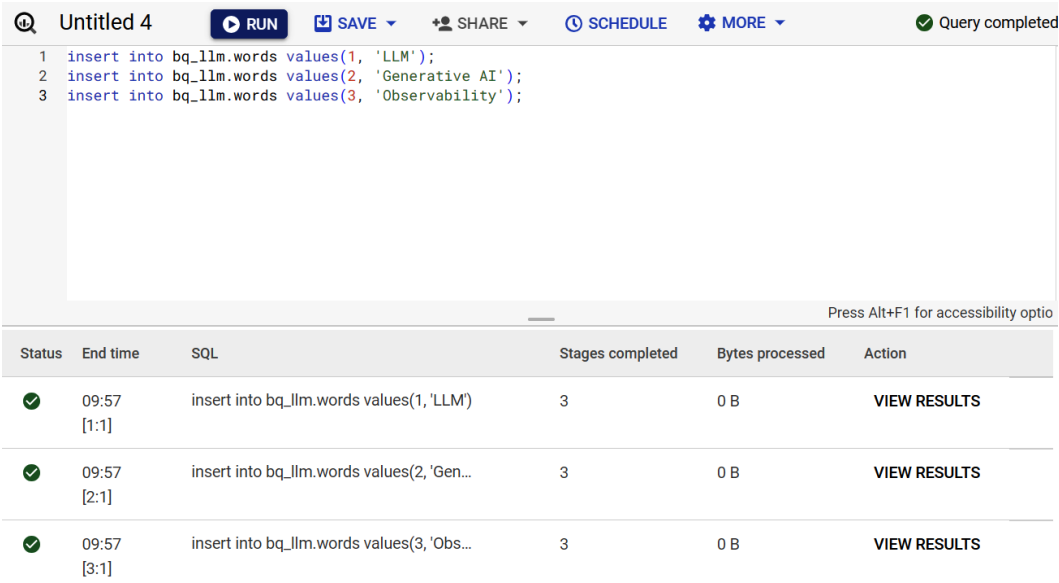 Untitled 4 RUN SAVE SHARE SCHEDULE MORE Query completed
1 insert into bq_llm.words values(1, 'LLM');
2 insert into bq_llm.words values(2, 'Generative AI');
3 insert into bq_llm.words values(3, 'Observability');
Press Alt+F1 for accessibility optio
Status End time SQL Stages completed Bytes processed Action
09:57 insert into bq_llm.words values(1, 'LLM') 3 0 B VIEW RESULTS
[1:1]
09:57 insert into bq_llm.words values(2, 'Gen... 3 0 B VIEW RESULTS
[2:1]
09:57 insert into bq_llm.words values(3, 'Obs... 3 0 B VIEW RESULTS
[3:1]